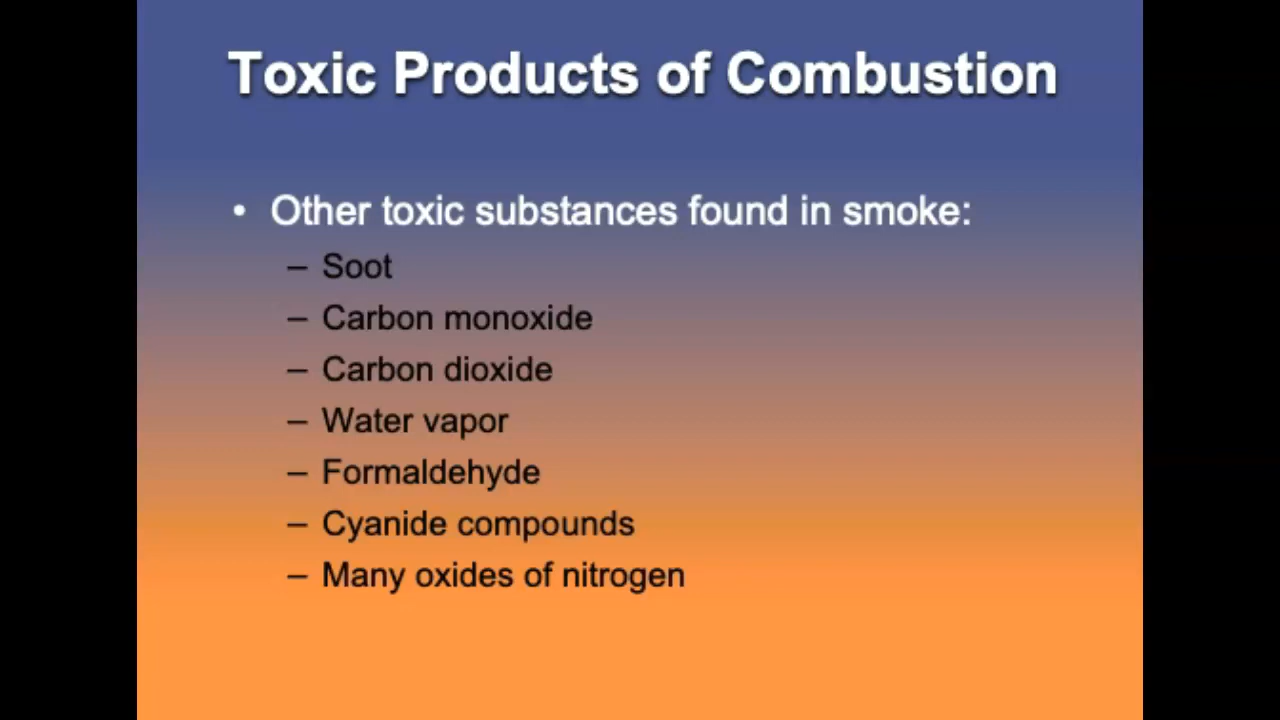 Toxic Products of Combustion
• Other toxic substances found in smoke:
– Soot
– Carbon monoxide
– Carbon dioxide
– Water vapor
– Formaldehyde
– Cyanide compounds
– Many oxides of nitrogen